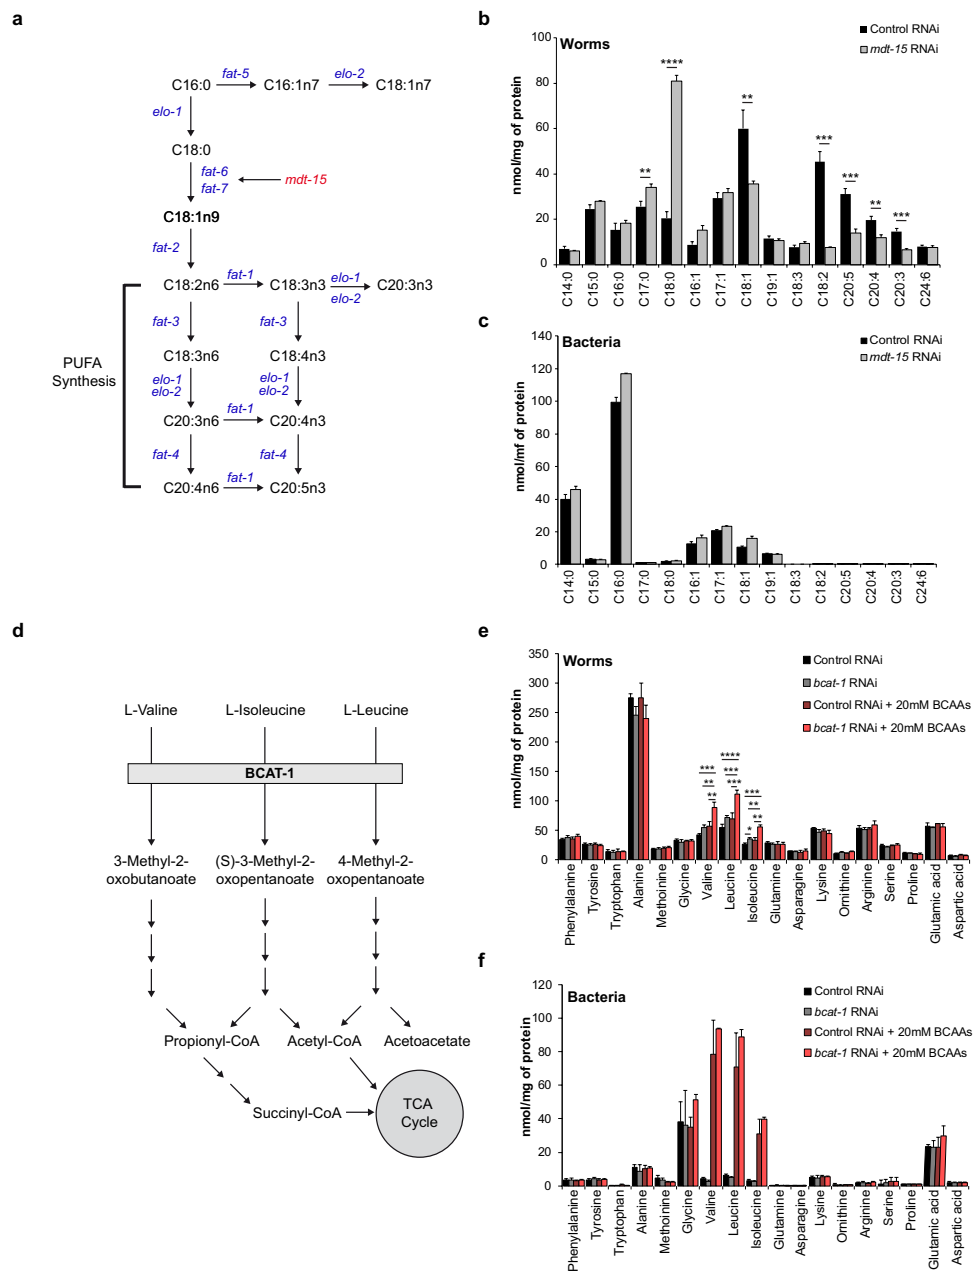 a
C16:0 fat-5 C16:1n7 elo-2 C18:1n7
elo-1
C18:0
fat-6
fat-7
mdt-15
C18:1n9
fat-2
C18:2n6 fat-1 C18:3n3 elo-1 C20:3n3
elo-2
fat-3 fat-3
PUFA
Synthesis
C18:3n6 C18:4n3
elo-1 elo-1
elo-2 elo-2
C20:3n6 fat-1 C20:4n3
fat-4 fat-4
C20:4n6 fat-1 C20:5n3
b
Worms
Control RNAi
mdt-15 RNAi
nmol/mg of protein
100
80
60
40
20
0
** **** ** *** *** ** ***
C14:0 C15:0 C16:0 C17:0 C18:0 C16:1 C17:1 C18:1 C19:1 C18:3 C18:2 C20:5 C20:4 C20:3 C24:6
c
Bacteria
Control RNAi
mdt-15 RNAi
nmol/mf of protein
140
120
100
80
60
40
20
0
C14:0 C15:0 C16:0 C17:0 C18:0 C16:1 C17:1 C18:1 C19:1 C18:3 C18:2 C20:5 C20:4 C20:3 C24:6
d
L-Valine L-Isoleucine L-Leucine
BCAT-1
3-Methyl-2- (S)-3-Methyl-2- 4-Methyl-2-
oxobutanoate oxopentanoate oxopentanoate
Propionyl-CoA Acetyl-CoA Acetoacetate
Succinyl-CoA
TCA
Cycle
e
Worms
Control RNAi
bcat-1 RNAi
Control RNAi + 20mM BCAAs
bcat-1 RNAi + 20mM BCAAs
nmol/mg of protein
350
300
250
200
150
100
50
0
*** **** ***
** *** **
** *** **
*
Phenylalanine Tyrosine Tryptophan Alanine Methoinine Glycine Valine Leucine Isoleucine Glutamine Asparagine Lysine Ornithine Arginine Serine Proline Glutamic acid Aspartic acid
f
Bacteria
Control RNAi
bcat-1 RNAi
Control RNAi + 20mM BCAAs
bcat-1 RNAi + 20mM BCAAs
nmol/mg of protein
120
100
80
60
40
20
0
Phenylalanine Tyrosine Tryptophan Alanine Methoinine Glycine Valine Leucine Isoleucine Glutamine Asparagine Lysine Ornithine Arginine Serine Proline Glutamic acid Aspartic acid